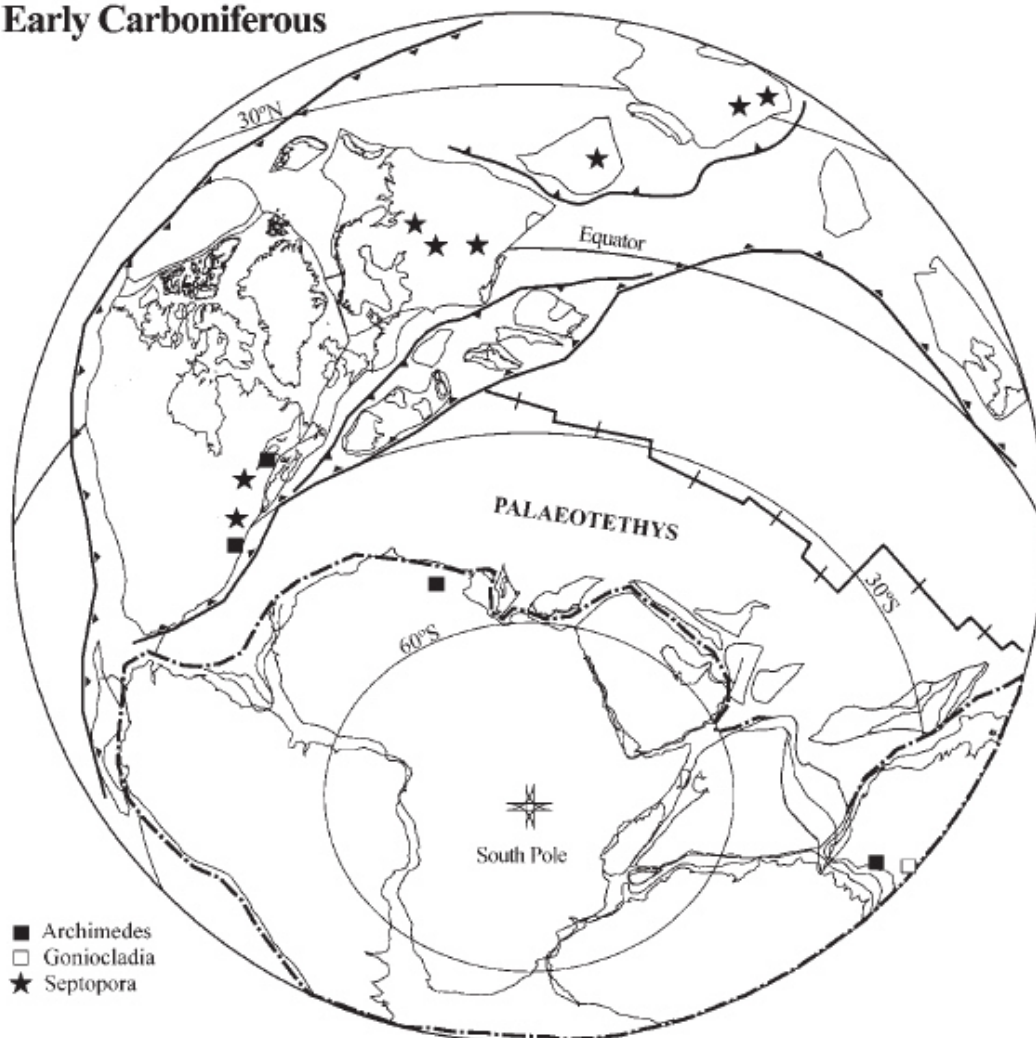 Early Carboniferous
30°N
Equator
PALAEOTETHYS
30°S
60°S
South Pole
Archimedes
Goniocladia
Septopora